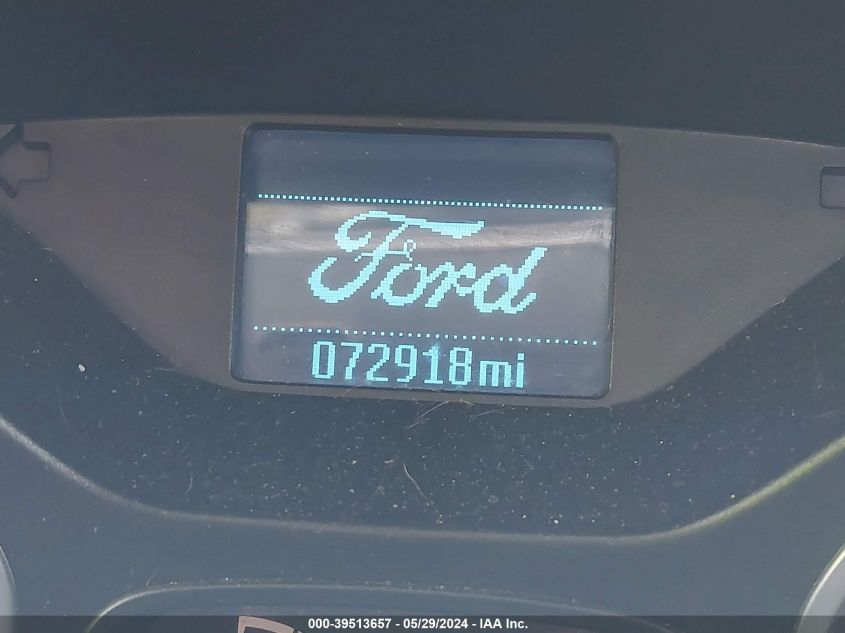 Ford
072918mi
000-39513657 - 05/29/2024 - IAA Inc.